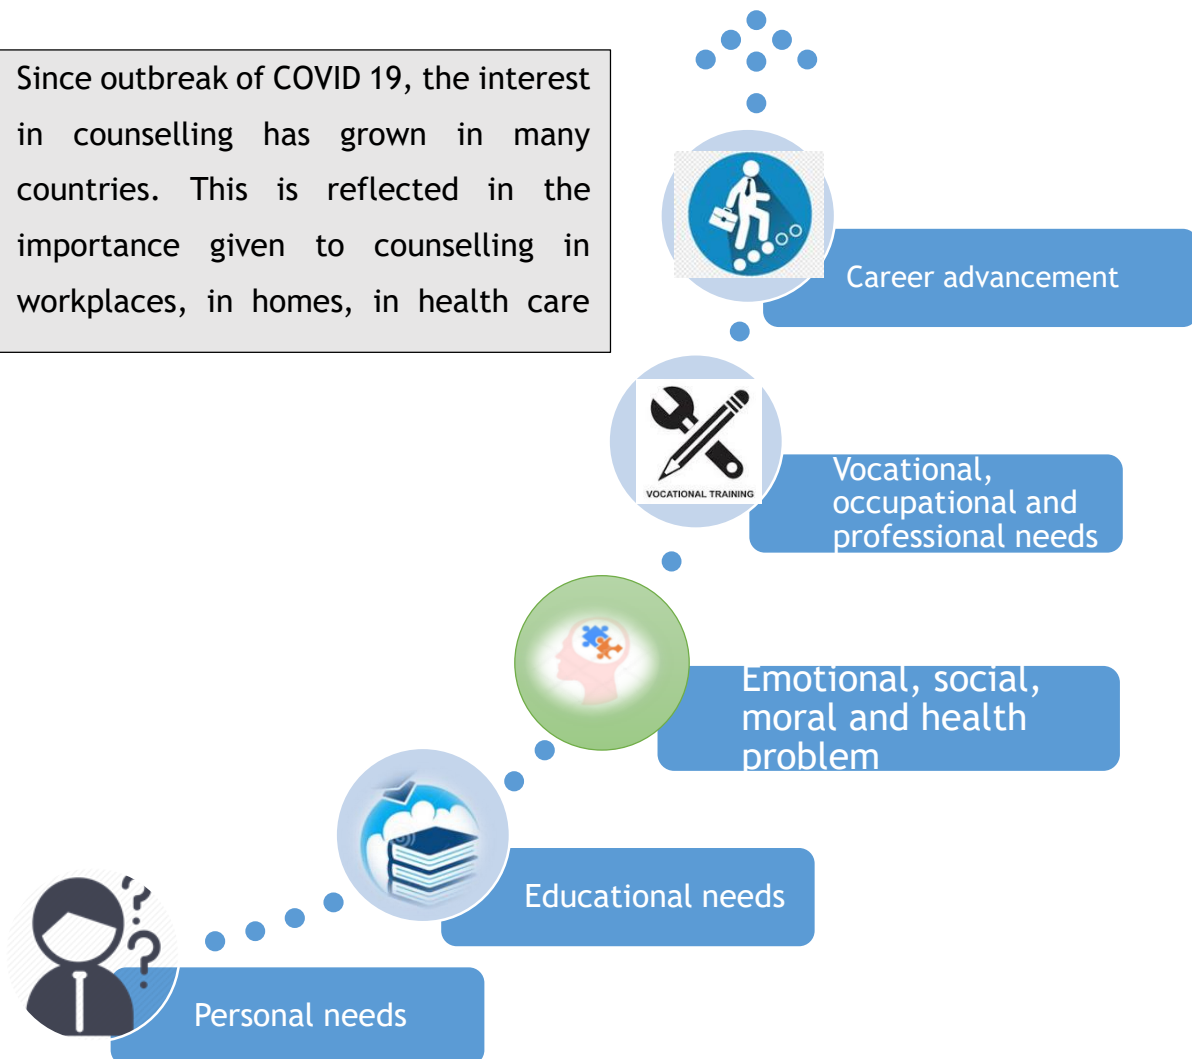 Since outbreak of COVID 19, the interest
in counselling has grown in many
countries. This is reflected in the
importance given to counselling in
workplaces, in homes, in health care
Career advancement
VOCATIONAL TRAINING
Vocational,
occupational and
professional needs
Emotional, social,
moral and health
problem
Educational needs
? ? ?
Personal needs